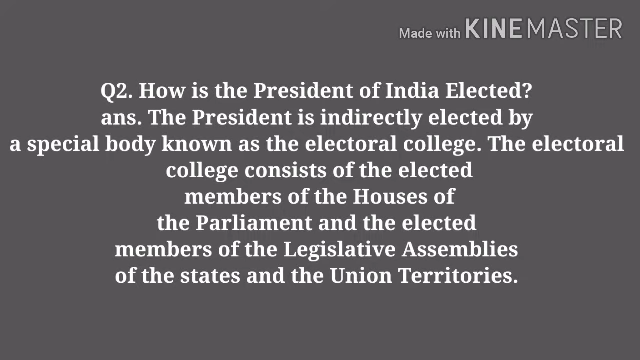 Made with KINEMASTER
Q2. How is the President of India Elected?
ans. The President is indirectly elected by
a special body known as the electoral college. The electoral
college consists of the elected
members of the Houses of
the Parliament and the elected
members of the Legislative Assemblies
of the states and the Union Territories.